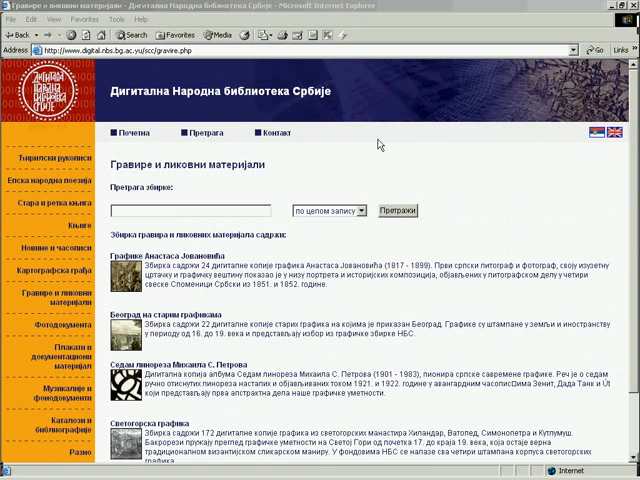 Гравире и ликовни материјали - Дигитална Народна библиотека Србије - Microsoft Internet Explorer
File Edit View Favorites Tools Help
Back Search Favorites Media
Address http://www.digital.nbs.bg.ac.yu/scc/gravire.php Go Links
Дигитална Народна библиотека Србије
Почетна Претрага Контакт
Ћирилски рукописи
Епска народна поезија
Стара и ретка књига
Књиге
Новине и часописи
Картографска грађа
Гравире и ликовни
материјали
Фотодокумента
Плакати и
документациони
материјал
Музикалије и
фонодокументи
Каталози и
библиографије
Разно
Гравире и ликовни материјали
Претрага збирке:
по целом запису Претражи
Збирка гравира и ликовних материјала садржи:
Графике Анастаса Јовановића
Збирка садржи 24 дигиталне копије графика Анастаса Јовановића (1817 - 1899). Први српски литограф и фотограф, своју изузетну
цртачку и графичку вештину показао је у низу портрета и историјских композиција, објављених у литографском делу у четири
свеске Споменици Србски из 1851. и 1852. године.
Београд на старим графикама
Збирка садржи 22 дигиталне копије старих графика на којима је приказан Београд. Графике су штампане у земљи и иностранству
у периоду од 16. до 19. века и представљају избор из графичке збирке НБС.
Седам линореза Михаила С. Петрова
Дигитална копија албума Седам линореза Михаила С. Петрова (1901 - 1983), пионира српске савремене графике. Реч је о седам
ручно отиснутих линореза насталих и објављиваних током 1921. и 1922. године у авангардним часописима Зенит, Дада Танк и Út
који представљају прва апстрактна дела наше графичке уметности.
Светогорска графика
Збирка садржи 172 дигиталне копије графика из светогорских манастира Хиландар, Ватопед, Симонопетра и Кутлумуш.
Бакрорези пружају преглед графичке уметности на Светој Гори од почетка 17. до краја 19. века, која остаје верна
традиционалном византијском сликарском маниру. У фондовима НБС се налазе сва четири штампана корпуса светогорских
графика.
Internet